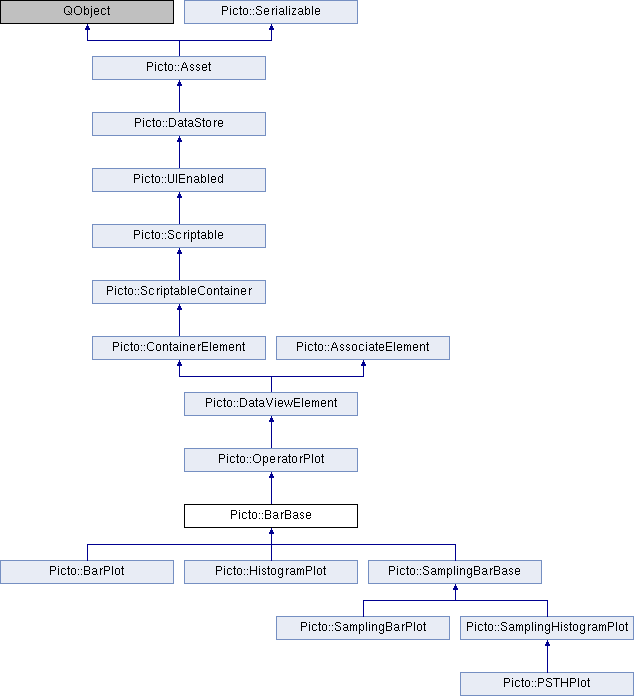 QObject
Picto::Serializable
Picto::Asset
Picto::DataStore
Picto::UIEnabled
Picto::Scriptable
Picto::ScriptableContainer
Picto::ContainerElement
Picto::AssociateElement
Picto::DataViewElement
Picto::OperatorPlot
Picto::BarBase
Picto::BarPlot
Picto::HistogramPlot
Picto::SamplingBarBase
Picto::SamplingBarPlot
Picto::SamplingHistogramPlot
Picto::PSTHPlot